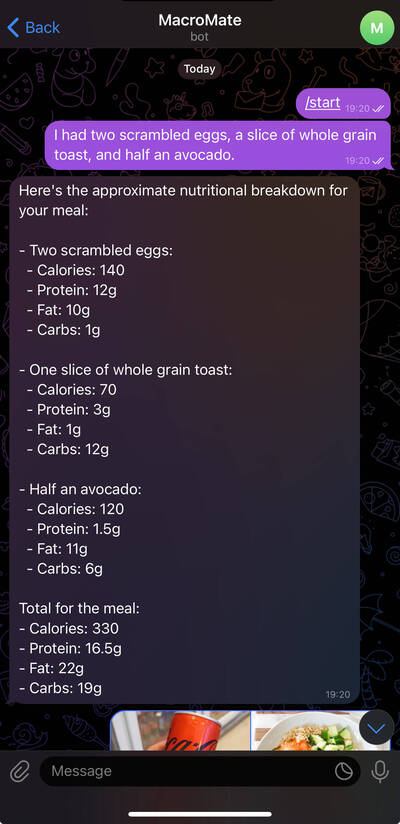 Back
MacroMate
bot
M
Today
/start 19:20
I had two scrambled eggs, a slice of whole grain
toast, and half an avocado.
19:20
Here's the approximate nutritional breakdown for
your meal:
- Two scrambled eggs:
- Calories: 140
- Protein: 12g
- Fat: 10g
- Carbs: 1g
- One slice of whole grain toast:
- Calories: 70
- Protein: 3g
- Fat: 1g
- Carbs: 12g
- Half an avocado:
- Calories: 120
- Protein: 1.5g
- Fat: 11g
- Carbs: 6g
Total for the meal:
- Calories: 330
- Protein: 16.5g
- Fat: 22g
- Carbs: 19g
19:20
Message